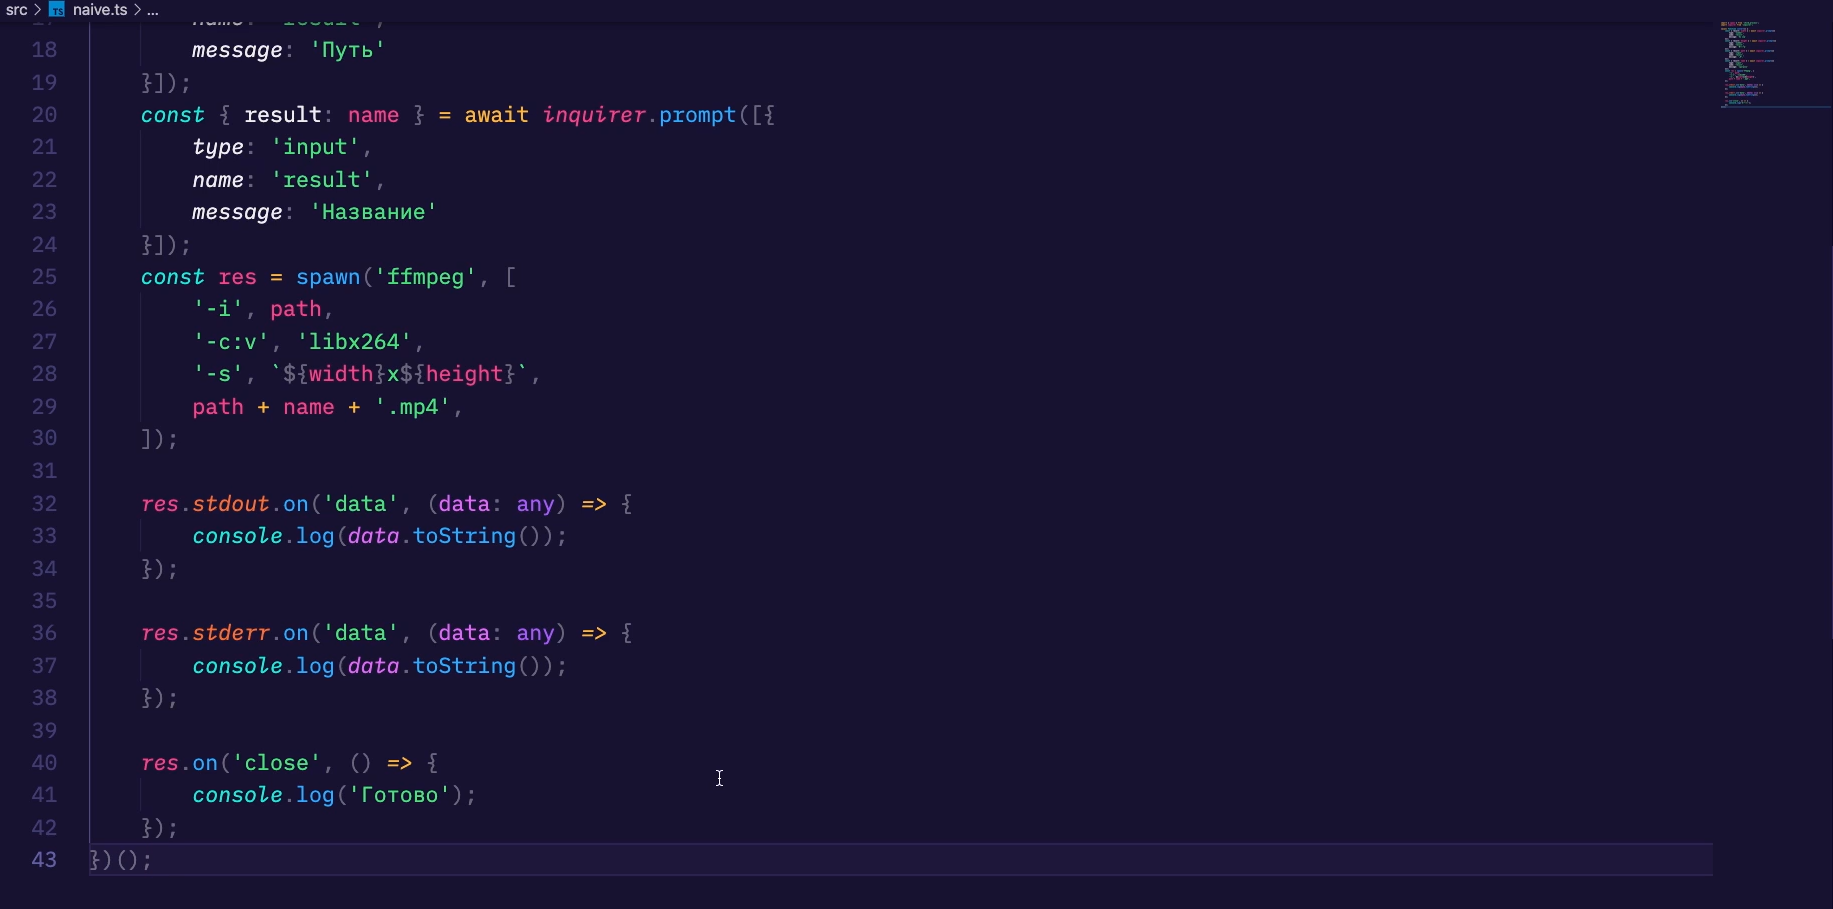 src > TS naive.ts > ...
18 message: 'Путь'
19 }]);
20 const { result: name } = await inquirer.prompt([{
21 type: 'input',
22 name: 'result',
23 message: 'Название'
24 }]);
25 const res = spawn('ffmpeg', [
26 '-i', path,
27 '-c:v', 'libx264',
28 '-s', `${width}x${height}`,
29 path + name + '.mp4',
30 ]);
31
32 res.stdout.on('data', (data: any) => {
33 console.log(data.toString());
34 });
35
36 res.stderr.on('data', (data: any) => {
37 console.log(data.toString());
38 });
39
40 res.on('close', () => {
41 console.log('Готово');
42 });
43 })();